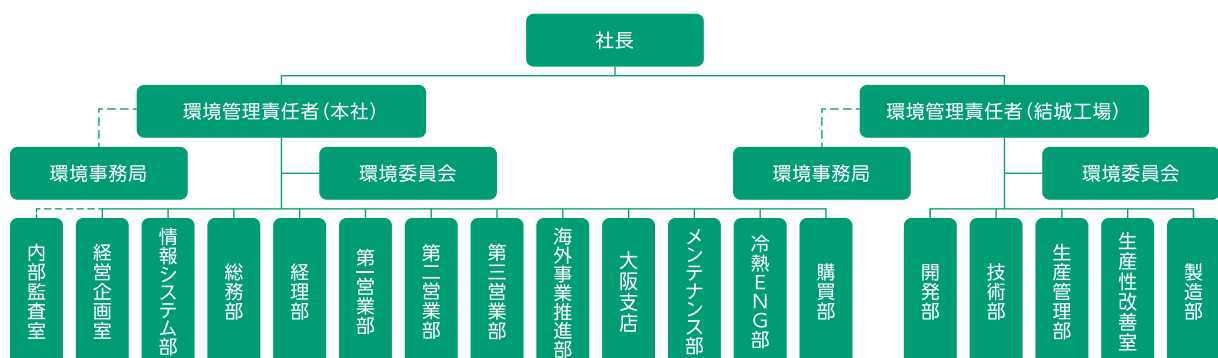 社長
環境管理責任者（本社）
環境管理責任者（結城工場）
環境事務局
環境委員会
環境事務局
環境委員会
内部監査室
経営企画室
情報システム部
総務部
経理部
第一営業部
第二営業部
第三営業部
海外事業推進部
大阪支店
メンテナンス部
冷熱ENG部
購買部
開発部
技術部
生産管理部
生産性改善室
製造部